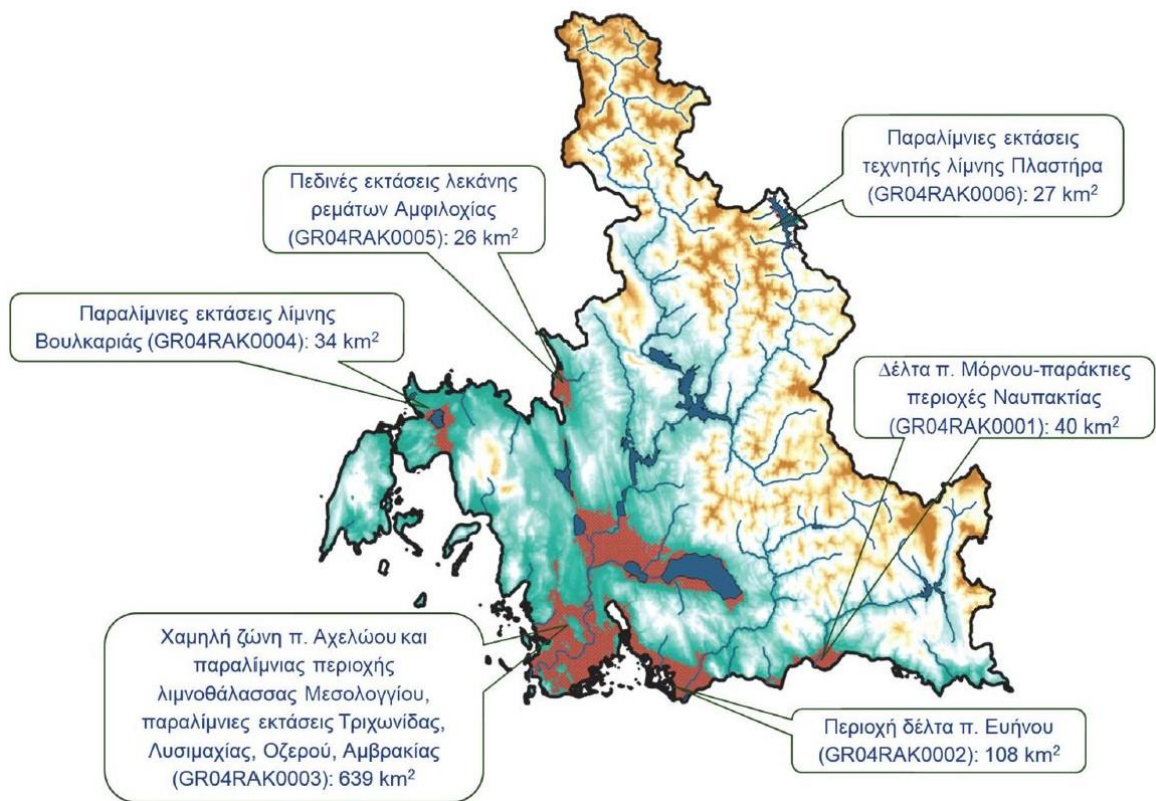 Παραλίμνιες εκτάσεις
τεχνητής λίμνης Πλαστήρα
(GR04RAK0006): 27 km²
Πεδινές εκτάσεις λεκάνης
ρεμάτων Αμφιλοχίας
(GR04RAK0005): 26 km²
Παραλίμνιες εκτάσεις λίμνης
Βουλκαριάς (GR04RAK0004): 34 km²
Δέλτα π. Μόρνου-παράκτιες
περιοχές Ναυπακτίας
(GR04RAK0001): 40 km²
Χαμηλή ζώνη π. Αχελώου και
παραλίμνιας περιοχής
λιμνοθάλασσας Μεσολογγίου,
παραλίμνιες εκτάσεις Τριχωνίδας,
Λυσιμαχίας, Οζερού, Αμβρακίας
(GR04RAK0003): 639 km²
Περιοχή δέλτα π. Ευήνου
(GR04RAK0002): 108 km²